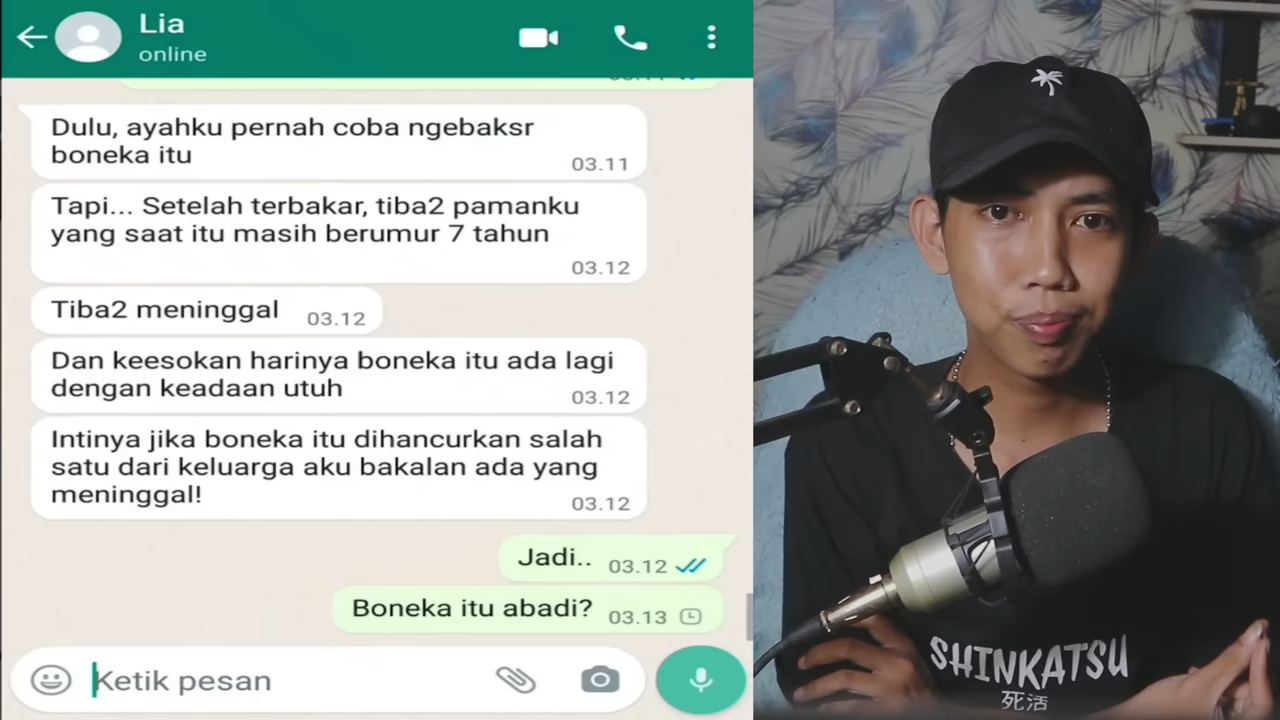 Lia
online
Dulu, ayahku pernah coba ngebaksr
boneka itu
03.11
Tapi... Setelah terbakar, tiba2 pamanku
yang saat itu masih berumur 7 tahun
03.12
Tiba2 meninggal 03.12
Dan keesokan harinya boneka itu ada lagi
dengan keadaan utuh
03.12
Intinya jika boneka itu dihancurkan salah
satu dari keluarga aku bakalan ada yang
meninggal!
03.12
Jadi.. 03.12
Boneka itu abadi? 03.13
Ketik pesan
SHINKATSU
死活